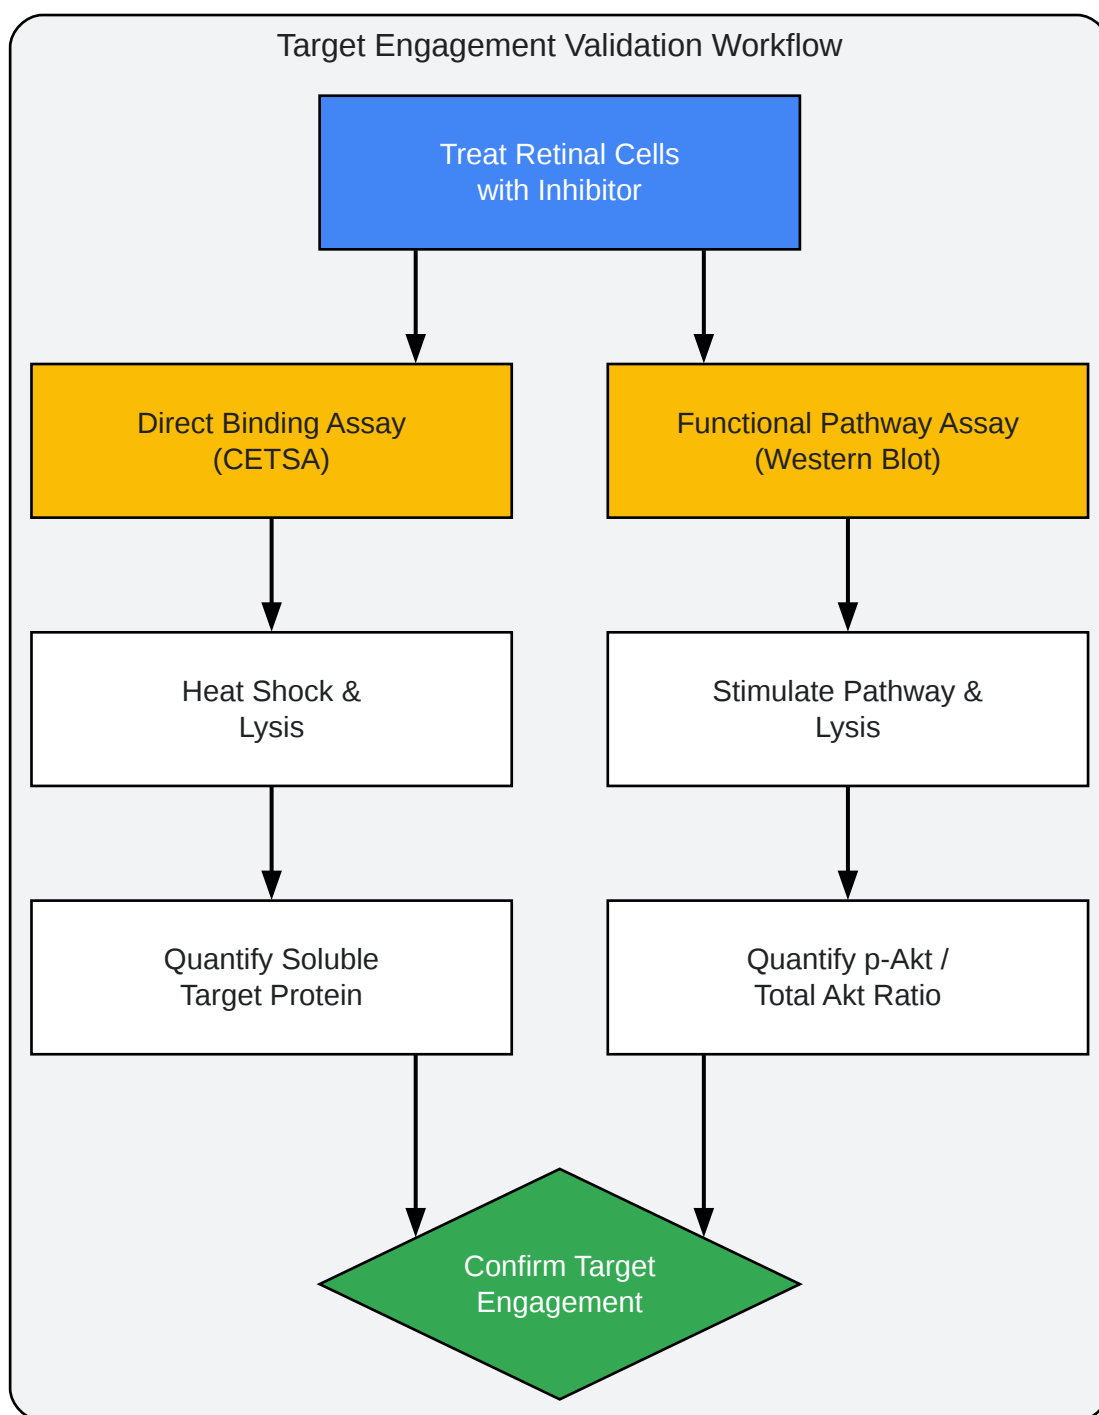 Target Engagement Validation Workflow
Treat Retinal Cells
with Inhibitor
Direct Binding Assay
(CETSA)
Functional Pathway Assay
(Western Blot)
Heat Shock &
Lysis
Stimulate Pathway &
Lysis
Quantify Soluble
Target Protein
Quantify p-Akt /
Total Akt Ratio
Confirm Target
Engagement